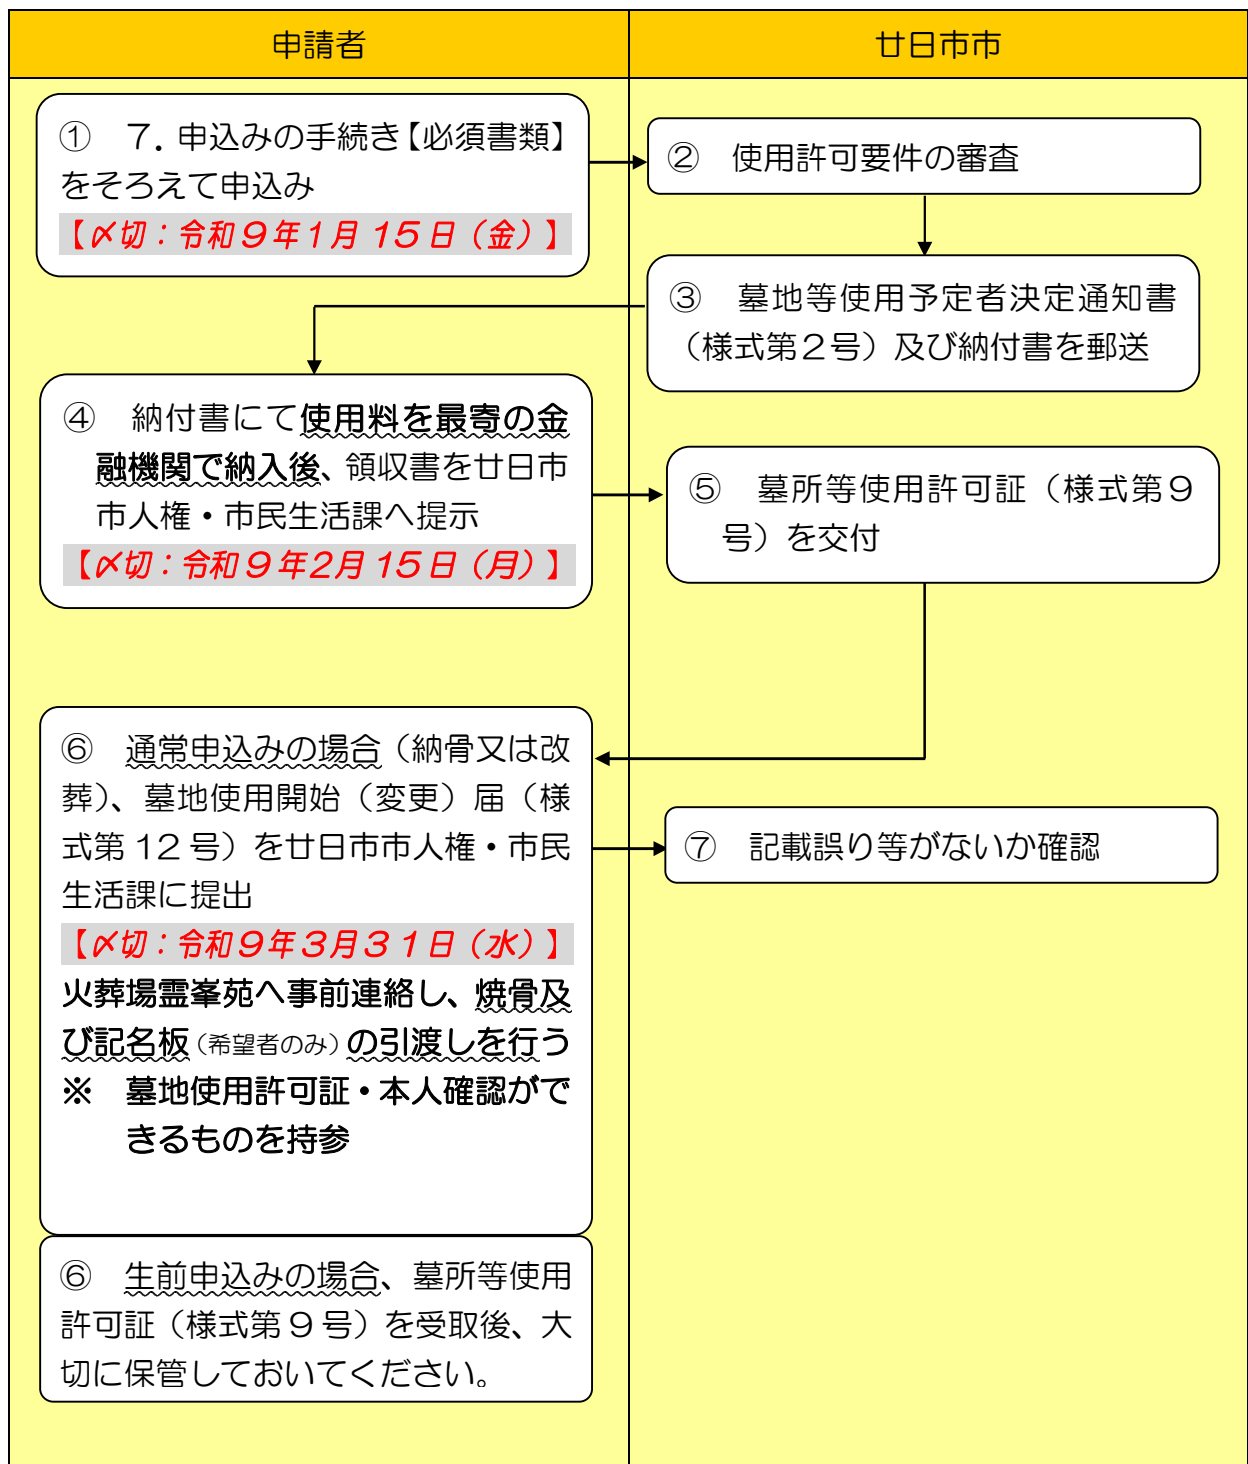 申請者
廿日市市
① 7．申込みの手続き【必須書類】
をそろえて申込み
【〆切：令和９年１月 15 日（金）】
② 使用許可要件の審査
③ 墓地等使用予定者決定通知書
（様式第２号）及び納付書を郵送
④ 納付書にて使用料を最寄の金
融機関で納入後、領収書を廿日市
市人権・市民生活課へ提示
【〆切：令和９年2月 15 日（月）】
⑤ 墓所等使用許可証（様式第９
号）を交付
⑥ 通常申込みの場合（納骨又は改
葬）、墓地使用開始（変更）届（様
式第 12 号）を廿日市市人権・市民
生活課に提出
【〆切：令和９年３月３１日（水）】
火葬場霊峯苑へ事前連絡し、焼骨及
び記名板（希望者のみ）の引渡しを行う
※ 墓地使用許可証・本人確認がで
きるものを持参
⑦ 記載誤り等がないか確認
⑥ 生前申込みの場合、墓所等使用
許可証（様式第９号）を受取後、大
切に保管しておいてください。